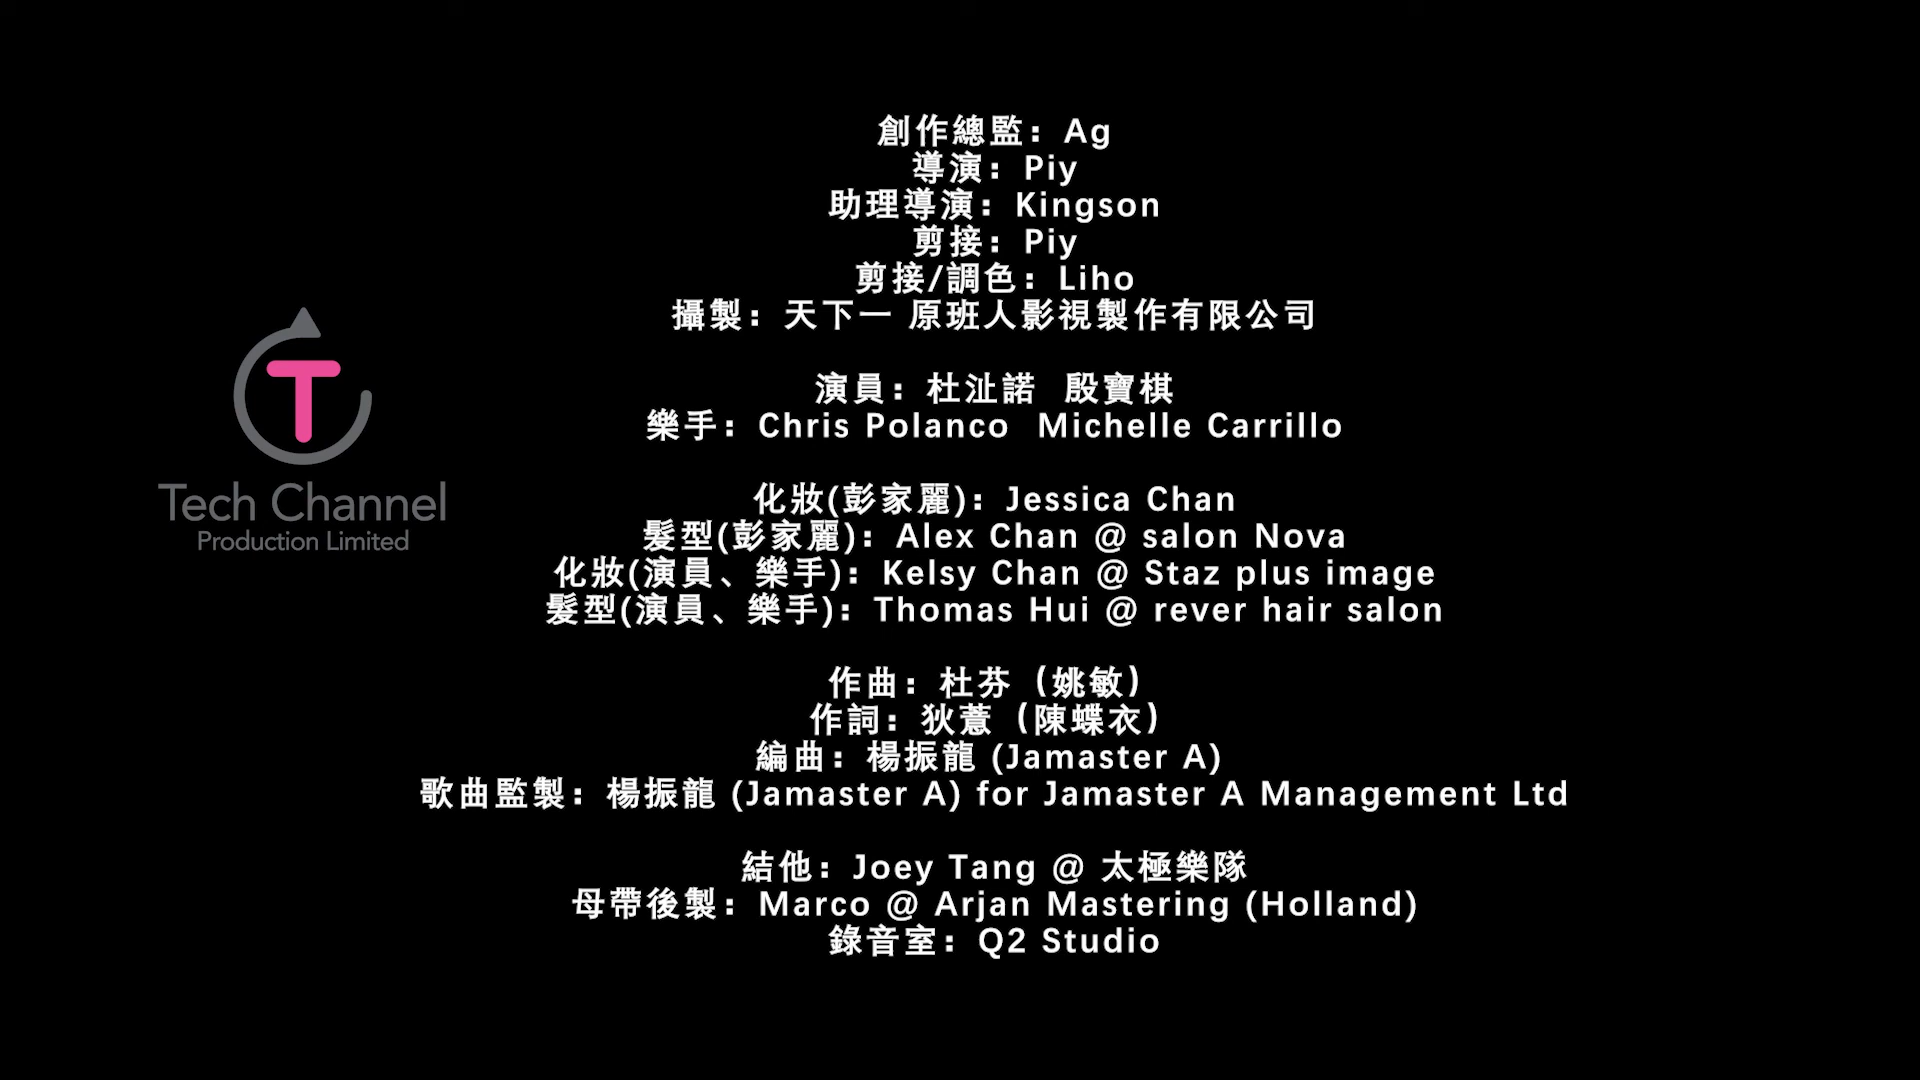 創作總監：Ag
導演：Piy
助理導演：Kingson
剪接：Piy
剪接/調色：Liho
攝製：天下一 原班人影視製作有限公司
演員：杜沚諾 殷寶棋
樂手：Chris Polanco Michelle Carrillo
化妝(彭家麗)：Jessica Chan
髮型(彭家麗)：Alex Chan @ salon Nova
化妝(演員、樂手)：Kelsy Chan @ Staz plus image
髮型(演員、樂手)：Thomas Hui @ rever hair salon
作曲：杜芬（姚敏）
作詞：狄薏（陳蝶衣）
編曲：楊振龍 (Jamaster A)
歌曲監製：楊振龍 (Jamaster A) for Jamaster A Management Ltd
結他：Joey Tang @ 太極樂隊
母帶後製：Marco @ Arjan Mastering (Holland)
錄音室：Q2 Studio
T
Tech Channel
Production Limited